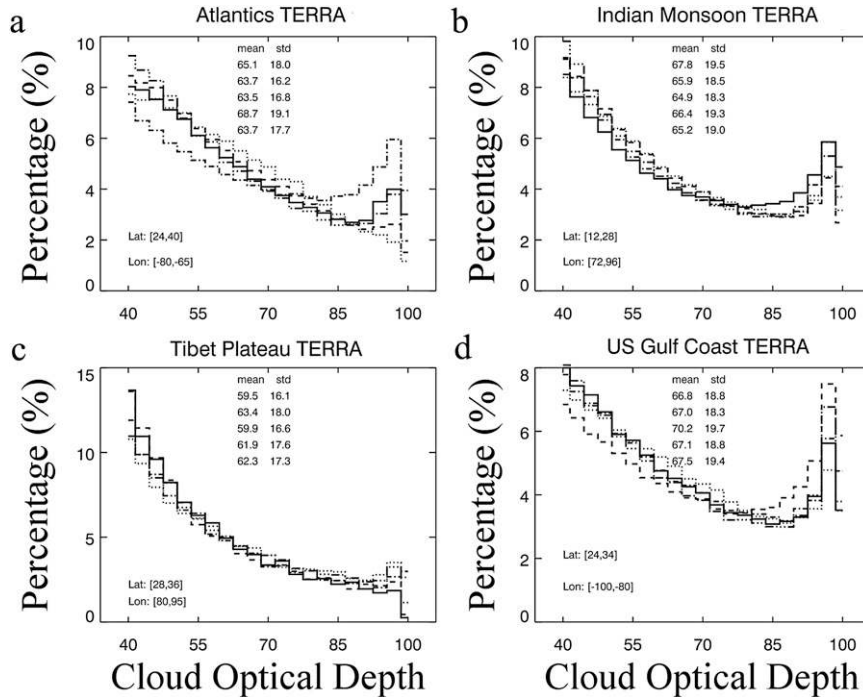 a
Atlantics TERRA
Percentage (%)
10
8
6
4
2
0
mean std
65.1 18.0
63.7 16.2
63.5 16.8
68.7 19.1
63.7 17.7
Lat: [24,40]
Lon: [-80,-65]
40 55 70 85 100
b
Indian Monsoon TERRA
Percentage (%)
10
8
6
4
2
0
mean std
67.8 19.5
65.9 18.5
64.9 18.3
66.4 19.3
65.2 19.0
Lat: [12,28]
Lon: [72,96]
40 55 70 85 100
c
Tibet Plateau TERRA
Percentage (%)
15
10
5
0
mean std
59.5 16.1
63.4 18.0
59.9 16.6
61.9 17.6
62.3 17.3
Lat: [28,36]
Lon: [80,95]
40 55 70 85 100
Cloud Optical Depth
d
US Gulf Coast TERRA
Percentage (%)
8
6
4
2
0
mean std
66.8 18.8
67.0 18.3
70.2 19.7
67.1 18.8
67.5 19.4
Lat: [24,34]
Lon: [-100,-80]
40 55 70 85 100
Cloud Optical Depth